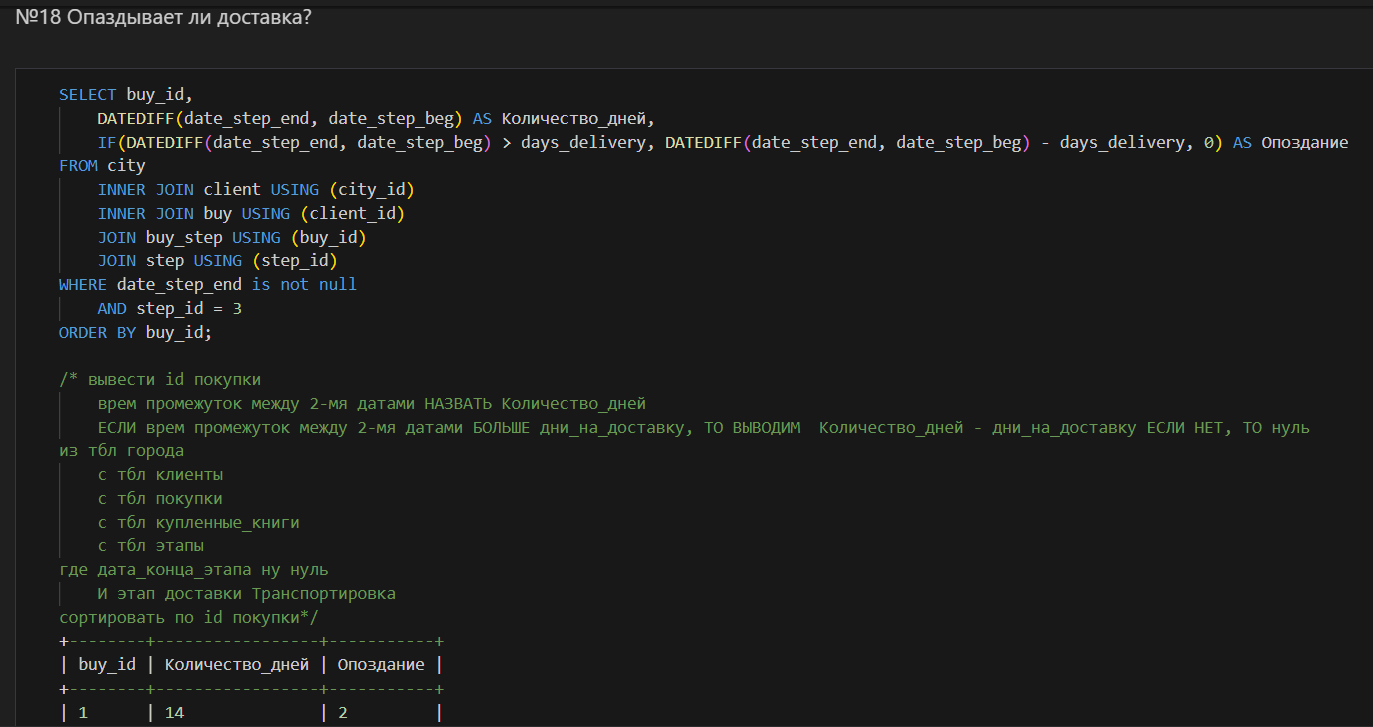 №18 Опаздывает ли доставка?
SELECT buy_id,
DATEDIFF(date_step_end, date_step_beg) AS Количество_дней,
IF(DATEDIFF(date_step_end, date_step_beg) > days_delivery, DATEDIFF(date_step_end, date_step_beg) - days_delivery, 0) AS Опоздание
FROM city
INNER JOIN client USING (city_id)
INNER JOIN buy USING (client_id)
JOIN buy_step USING (buy_id)
JOIN step USING (step_id)
WHERE date_step_end is not null
AND step_id = 3
ORDER BY buy_id;
/* вывести id покупки
врем промежуток между 2-мя датами НАЗВАТЬ Количество_дней
ЕСЛИ врем промежуток между 2-мя датами БОЛЬШЕ дни_на_доставку, ТО ВЫВОДИМ  Количество_дней - дни_на_доставку ЕСЛИ НЕТ, ТО нуль
из тбл города
с тбл клиенты
с тбл покупки
с тбл купленные_книги
с тбл этапы
где дата_конца_этапа ну нуль
И этап доставки Транспортировка
сортировать по id покупки*/
+--------+-----------------+-----------+
| buy_id | Количество_дней | Опоздание |
+--------+-----------------+-----------+
| 1      | 14              | 2         |